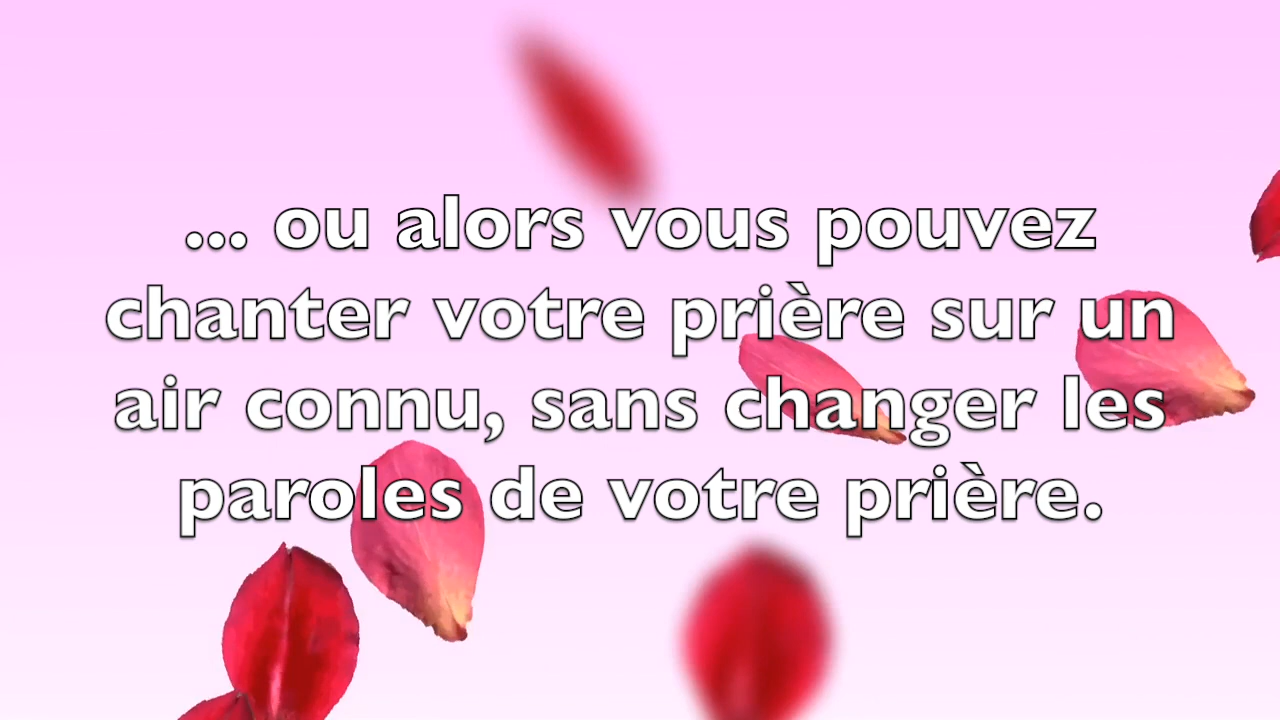 ... ou alors vous pouvez
chanter votre prière sur un
air connu, sans changer les
paroles de votre prière.